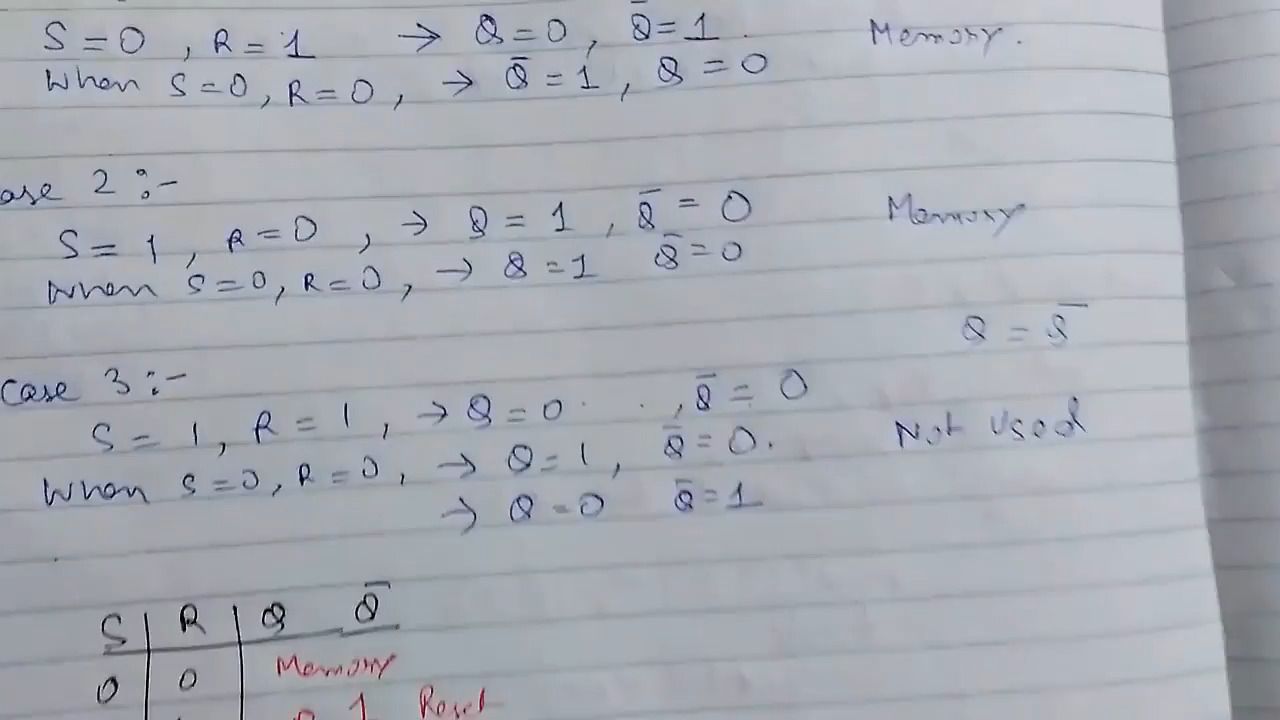 S = 0 , R = 1 → Q = 0 , Q̄ = 1 . Memory.
When S = 0 , R = 0 , → Q̄ = 1 , Q = 0
ase 2 :-
S = 1 , R = 0 , → Q = 1 , Q̄ = 0 Memory
When S = 0 , R = 0 , → Q = 1 Q̄ = 0
Q = Q̄
Case 3 :-
S = 1 , R = 1 , → Q = 0 , Q̄ = 0 Not Used
When S = 0 , R = 0 , → Q = 1 , Q̄ = 0 .
→ Q = 0 Q̄ = 1
S R Q Q̄
0 0 Memory
1 Reset